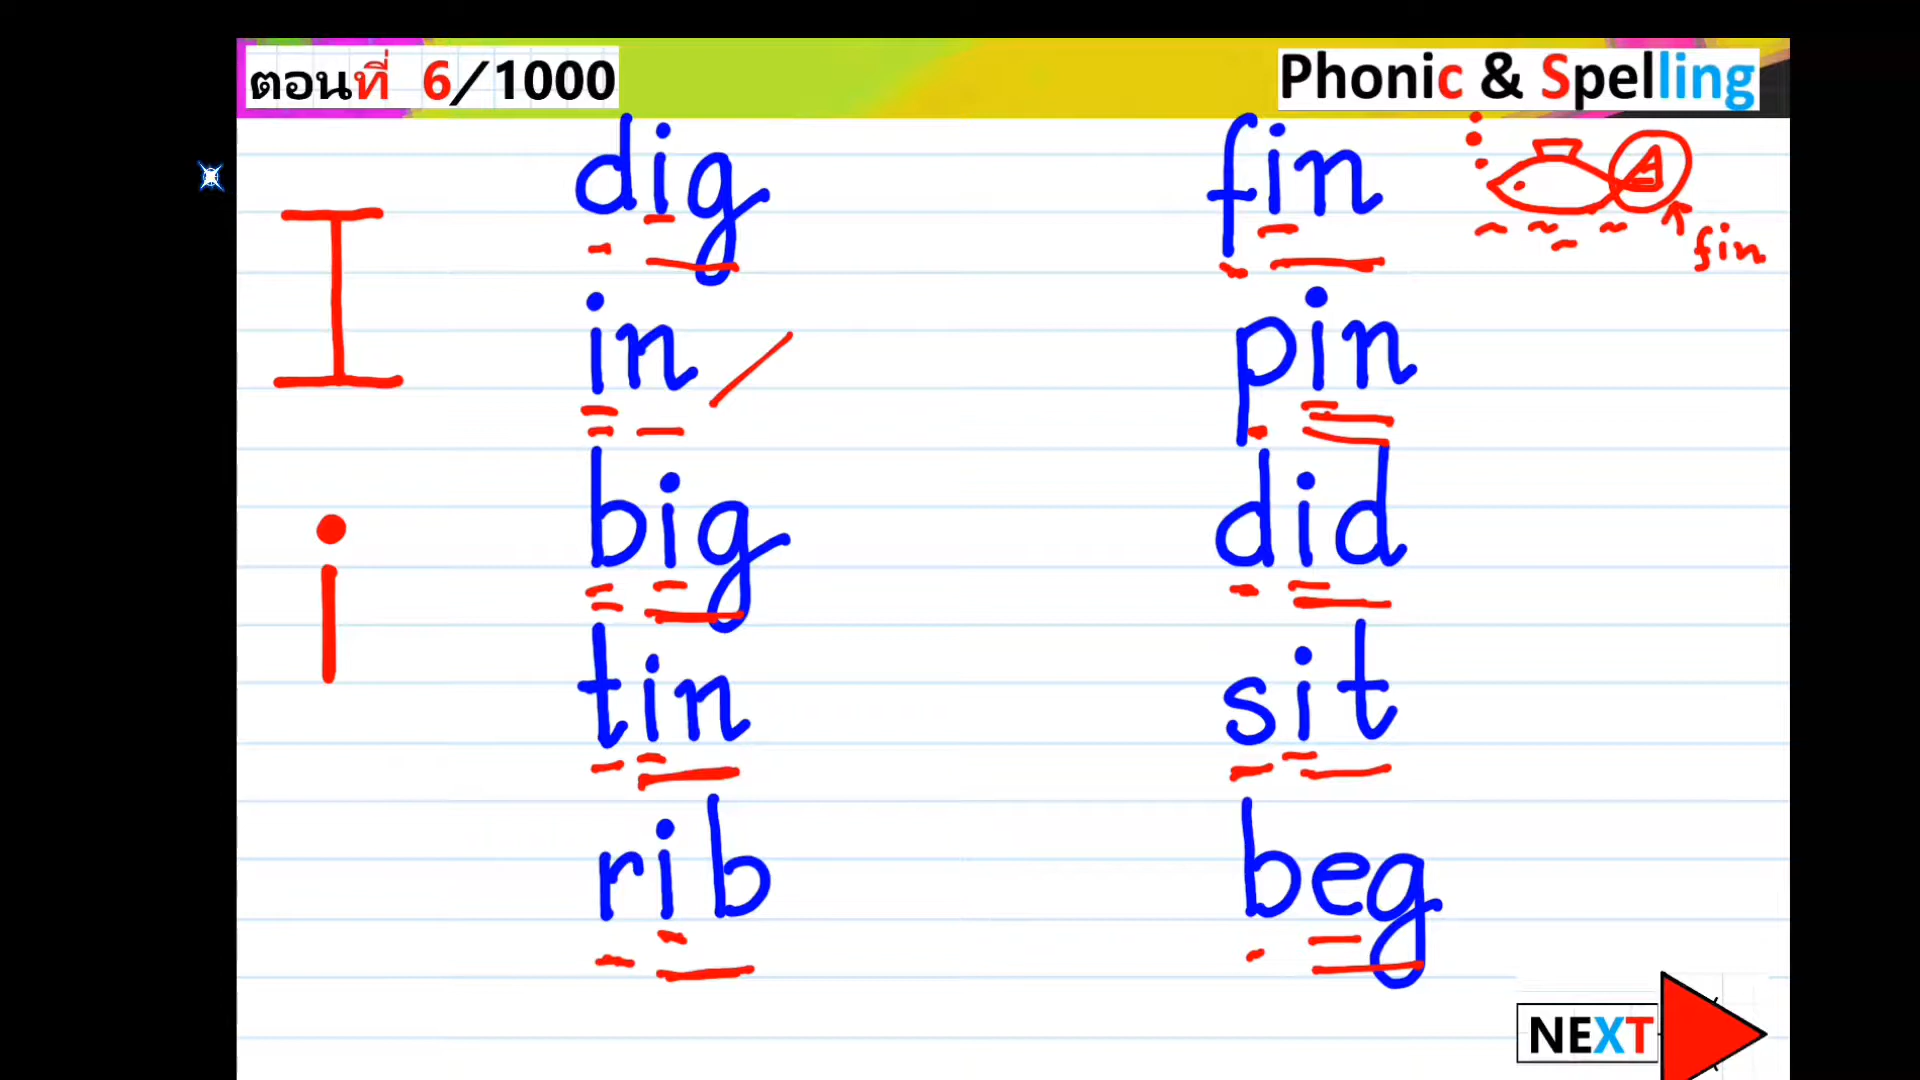 ตอนที่ 6/1000
Phonic & Spelling
I
i
dig
in
big
tin
rib
fin
fin
pin
did
sit
beg
NEXT